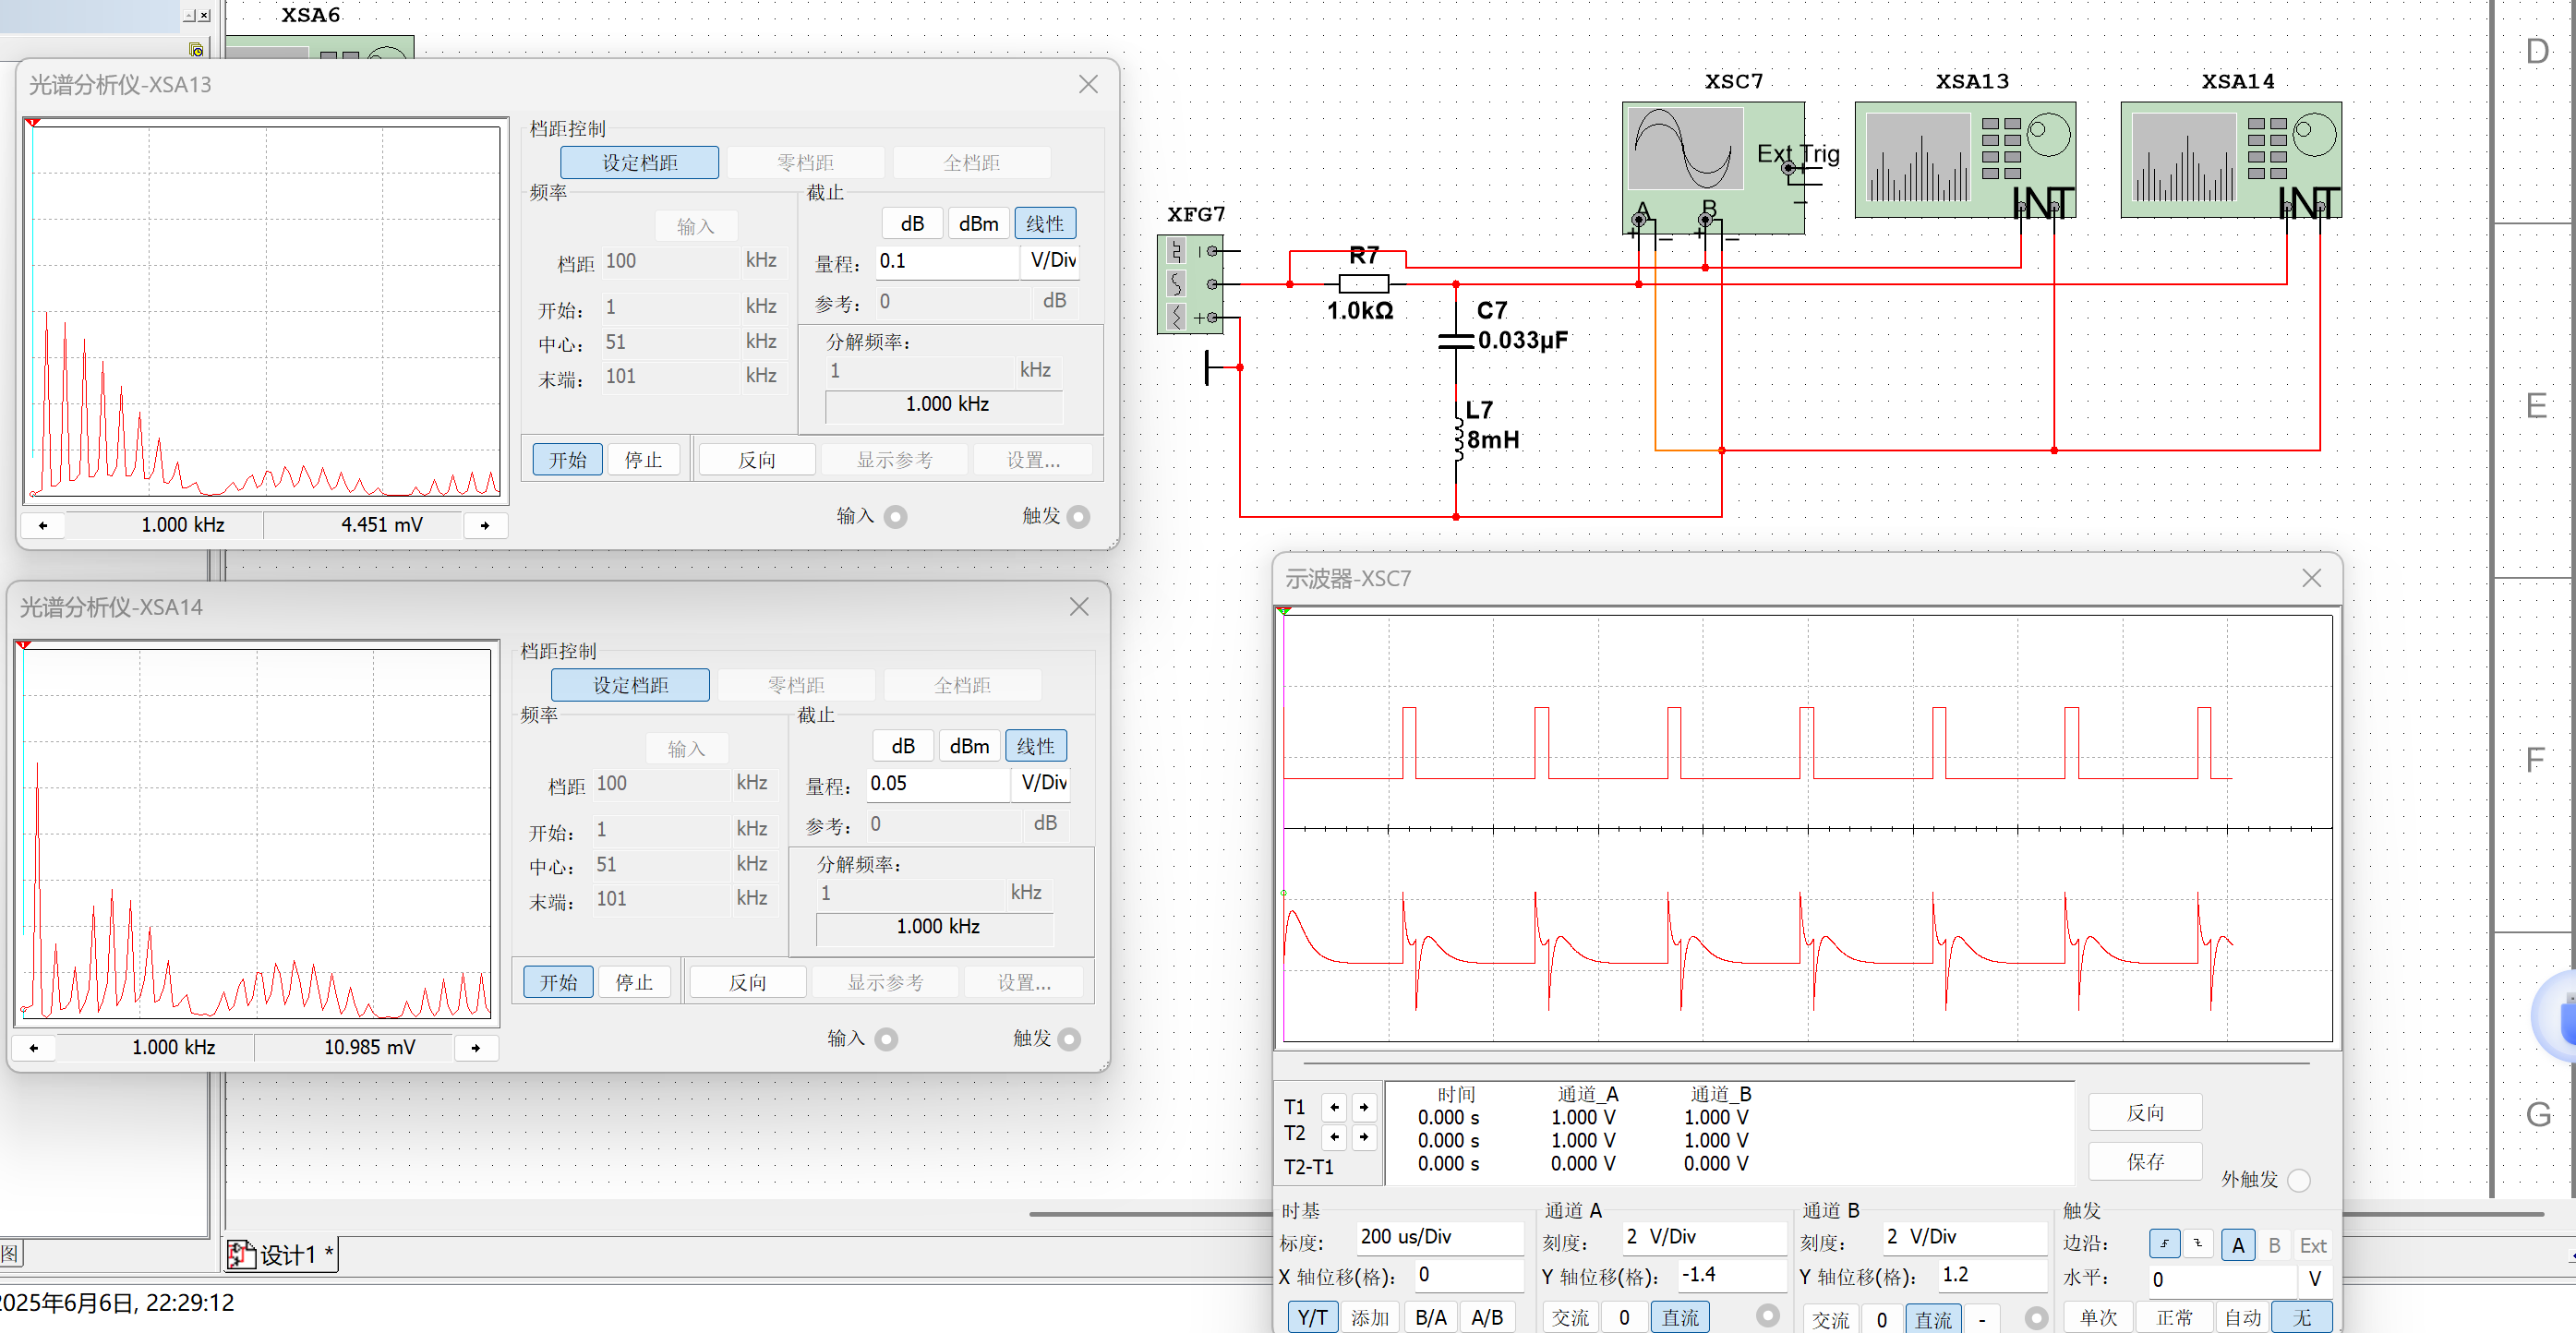 XSA6
光谱分析仪-XSA13
档距控制
设定档距 零档距 全档距
频率
输入
档距 100 kHz
开始: 1 kHz
中心: 51 kHz
末端: 101 kHz
截止
dB dBm 线性
量程: 0.1 V/Div
参考: 0 dB
分解频率:
1 kHz
1.000 kHz
开始 停止 反向 显示参考 设置...
1.000 kHz 4.451 mV
输入 触发
光谱分析仪-XSA14
档距控制
设定档距 零档距 全档距
频率
输入
档距 100 kHz
开始: 1 kHz
中心: 51 kHz
末端: 101 kHz
截止
dB dBm 线性
量程: 0.05 V/Div
参考: 0 dB
分解频率:
1 kHz
1.000 kHz
开始 停止 反向 显示参考 设置...
1.000 kHz 10.985 mV
输入 触发
XSC7 XSA13 XSA14
Ext Trig
A B
INT INT
XFG7
R7
1.0kΩ
C7
0.033µF
L7
8mH
D
E
F
G
示波器-XSC7
时间 通道_A 通道_B
T1 0.000 s 1.000 V 1.000 V
T2 0.000 s 1.000 V 1.000 V
T2-T1 0.000 s 0.000 V 0.000 V
反向
保存
外触发
时基
标度: 200 us/Div
X 轴位移(格): 0
Y/T 添加 B/A A/B
通道 A
刻度: 2 V/Div
Y 轴位移(格): -1.4
交流 0 直流
通道 B
刻度: 2 V/Div
Y 轴位移(格): 1.2
交流 0 直流 -
触发
边沿: A B Ext
水平: 0 V
单次 正常 自动 无
图
设计1 *
2025年6月6日, 22:29:12